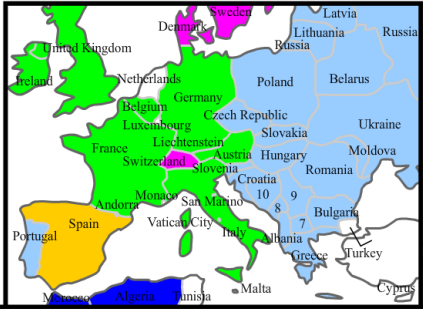 Sweden
Latvia
Denmark
Lithuania
Russia
Russia
United Kingdom
Ireland
Netherlands
Poland
Belarus
Germany
Belgium
Czech Republic
Ukraine
Luxembourg
Slovakia
France
Liechtenstein
Austria
Hungary
Moldova
Switzerland
Slovenia
Romania
Croatia
Monaco
San Marino
10
9
Andorra
8
Bulgaria
Spain
Vatican City
7
Portugal
Italy
Albania
Greece
Turkey
Malta
Cyprus
Morocco
Algeria
Tunisia